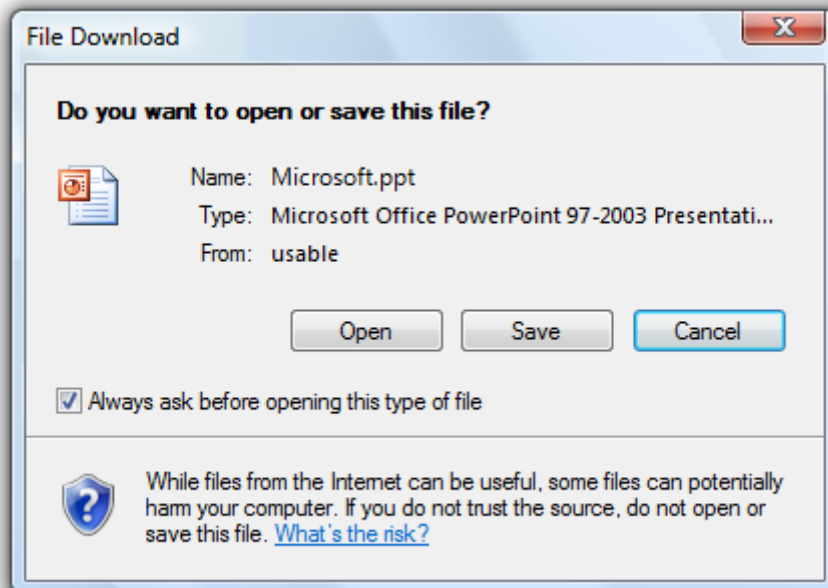 File Download
Do you want to open or save this file?
Name: Microsoft.ppt
Type: Microsoft Office PowerPoint 97-2003 Presentati...
From: usable
Open Save Cancel
Always ask before opening this type of file
While files from the Internet can be useful, some files can potentially
harm your computer. If you do not trust the source, do not open or
save this file. What's the risk?